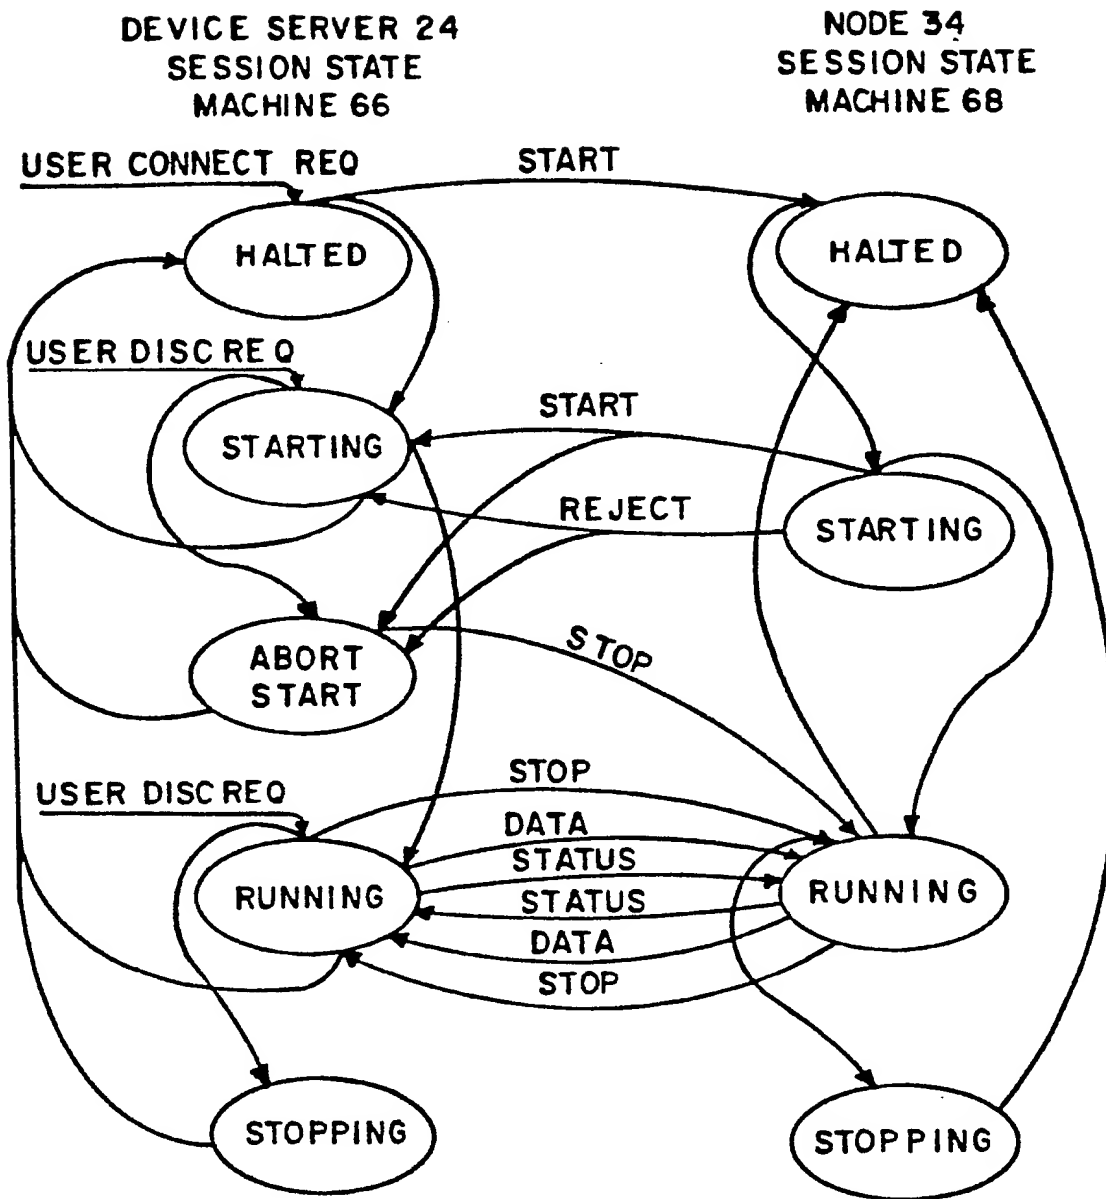 DEVICE SERVER 24
SESSION STATE
MACHINE 66
NODE 34
SESSION STATE
MACHINE 68
USER CONNECT REQ
START
HALTED
HALTED
USER DISC REQ
START
STARTING
REJECT
STARTING
STOP
ABORT
START
STOP
USER DISC REQ
DATA
STATUS
RUNNING
STATUS
RUNNING
DATA
STOP
STOPPING
STOPPING